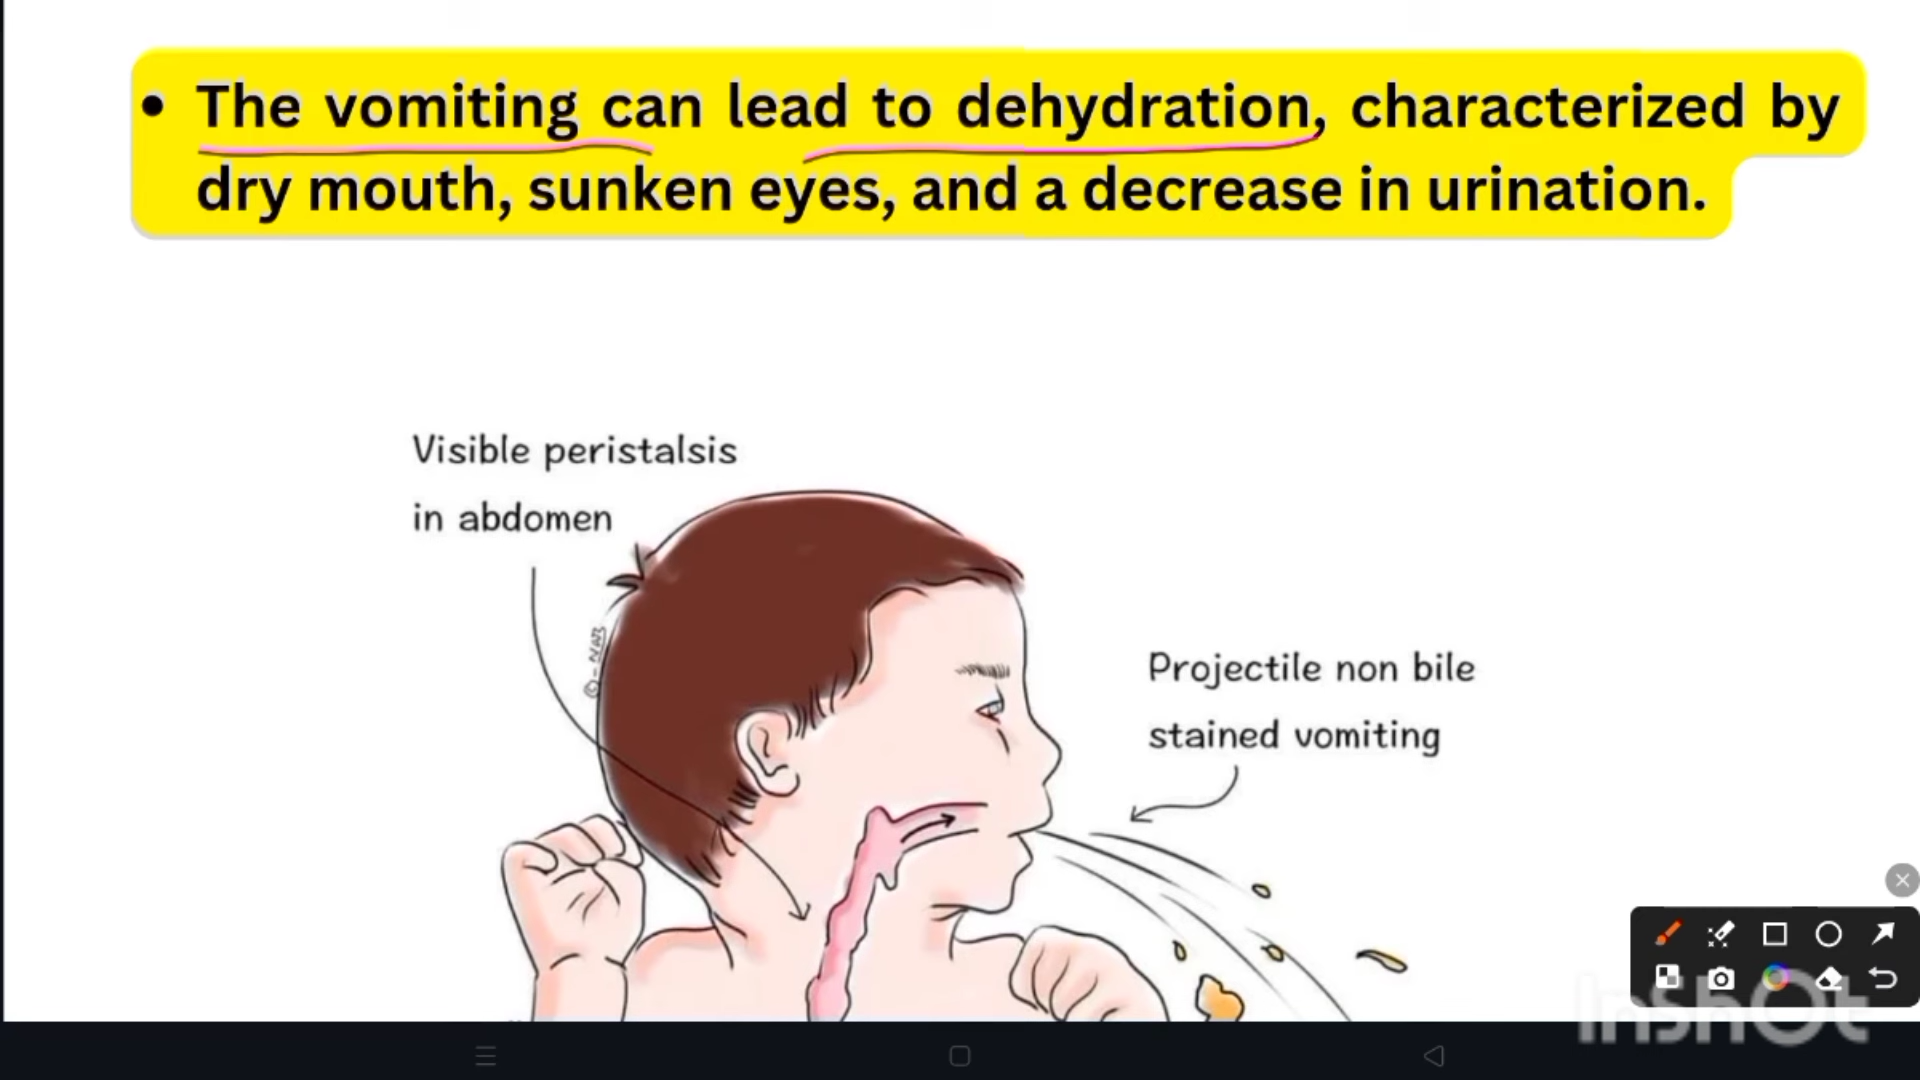 • The vomiting can lead to dehydration, characterized by
dry mouth, sunken eyes, and a decrease in urination.
Visible peristalsis
in abdomen
Projectile non bile
stained vomiting
InShOt